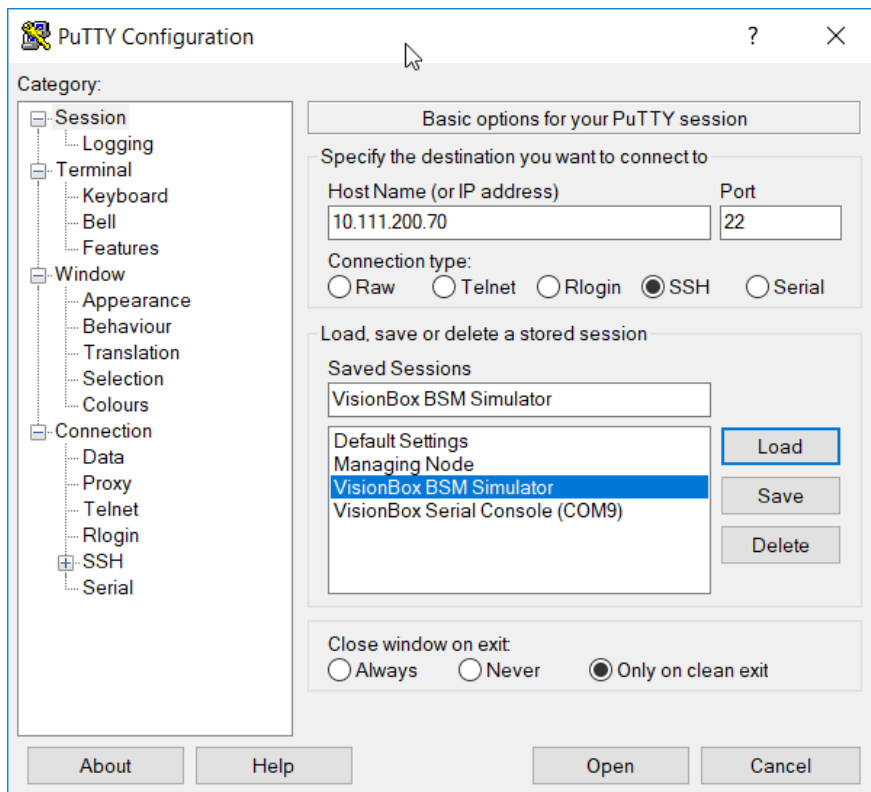 PuTTY Configuration
?
Category:
Session
Logging
Terminal
Keyboard
Bell
Features
Window
Appearance
Behaviour
Translation
Selection
Colours
Connection
Data
Proxy
Telnet
Rlogin
SSH
Serial
Basic options for your PuTTY session
Specify the destination you want to connect to
Host Name (or IP address) Port
10.111.200.70 22
Connection type:
Raw Telnet Rlogin SSH Serial
Load, save or delete a stored session
Saved Sessions
VisionBox BSM Simulator
Default Settings
Managing Node
VisionBox BSM Simulator
VisionBox Serial Console (COM9)
Load
Save
Delete
Close window on exit:
Always Never Only on clean exit
About Help Open Cancel